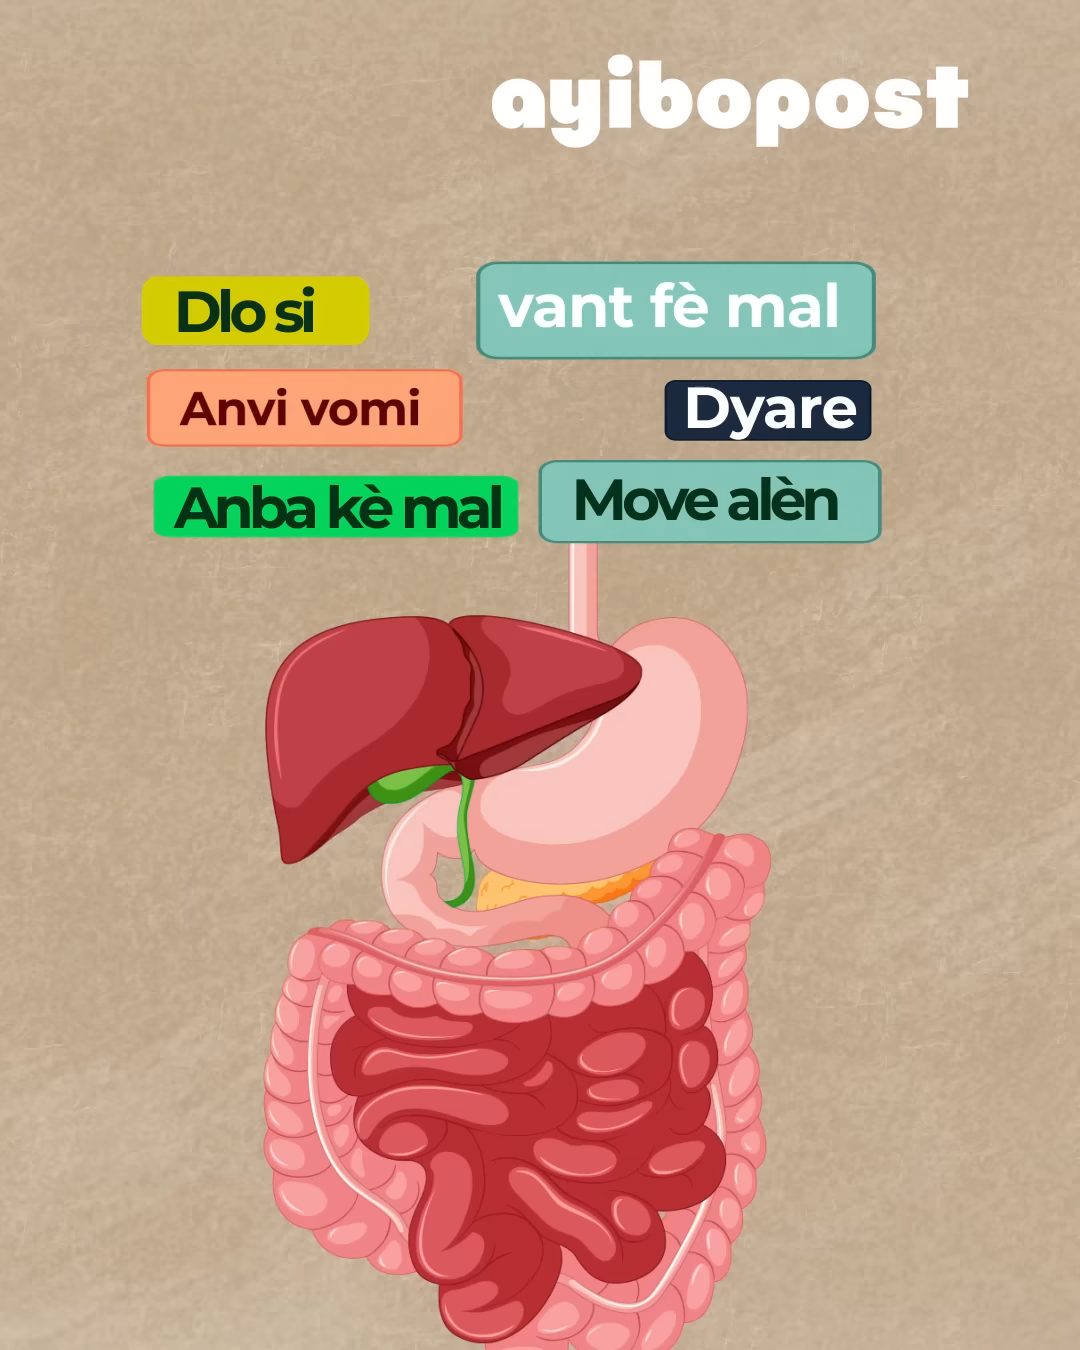 ayibopost
Dlo si
vant fè mal
Anvi vomi
Dyare
Anba kè mal
Move alèn